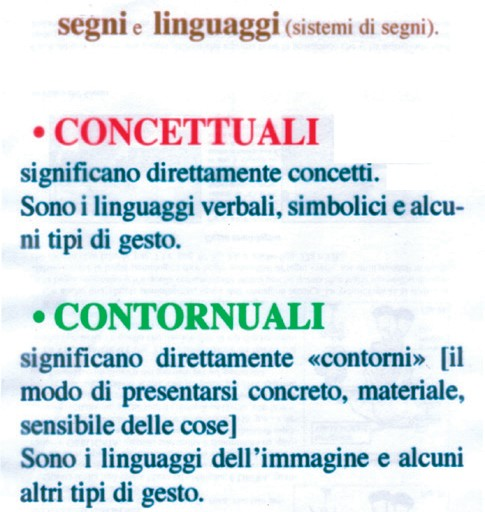 segni e linguaggi (sistemi di segni).
• CONCETTUALI
significano direttamente concetti.
Sono i linguaggi verbali, simbolici e alcu-
ni tipi di gesto.
• CONTORNUALI
significano direttamente «contorni» [il
modo di presentarsi concreto, materiale,
sensibile delle cose]
Sono i linguaggi dell'immagine e alcuni
altri tipi di gesto.